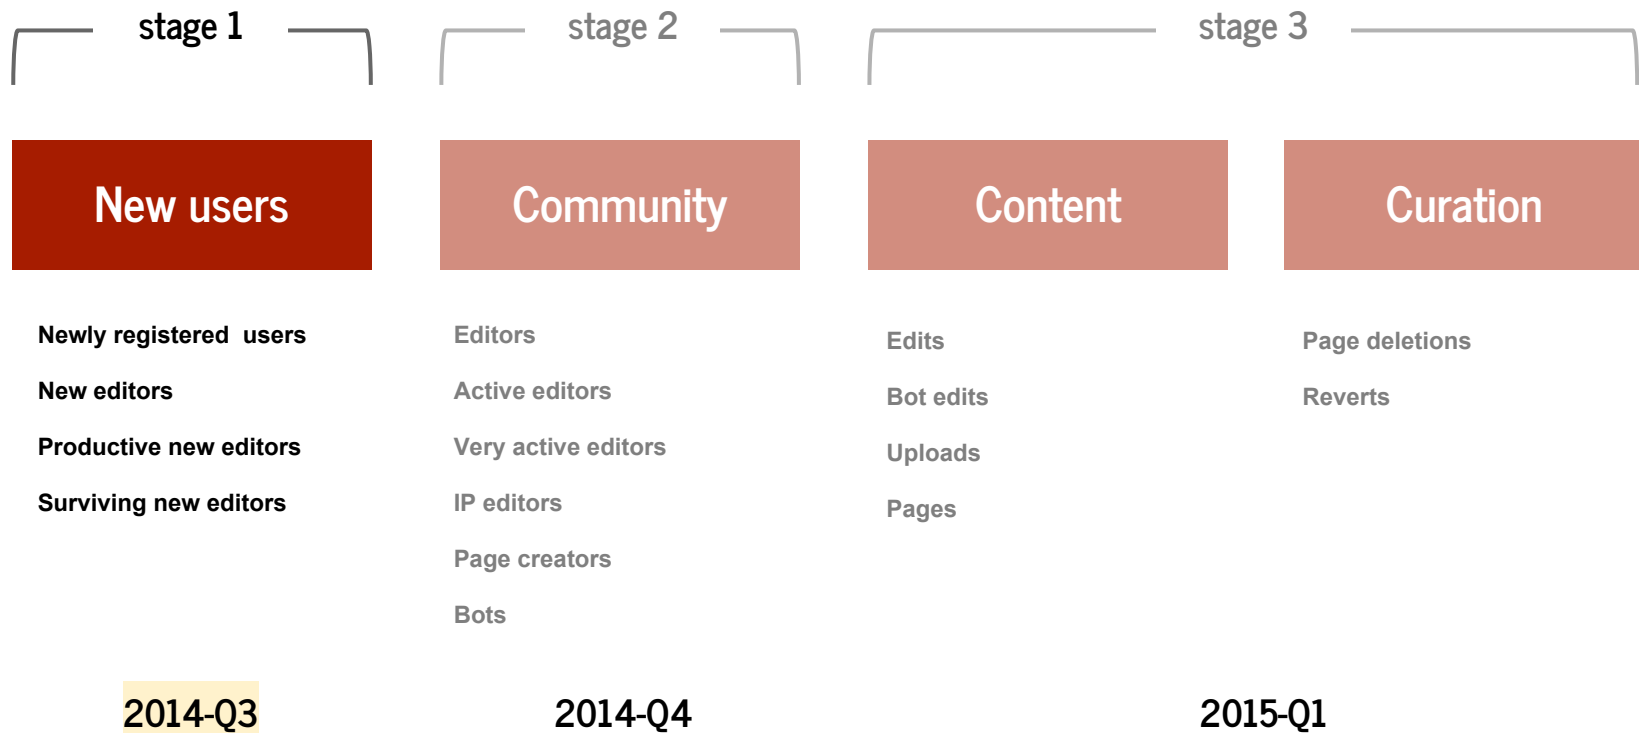 stage 1
stage 2
stage 3
New users
Community
Content
Curation
Newly registered users
New editors
Productive new editors
Surviving new editors
Editors
Active editors
Very active editors
IP editors
Page creators
Bots
Edits
Bot edits
Uploads
Pages
Page deletions
Reverts
2014-Q3
2014-Q4
2015-Q1